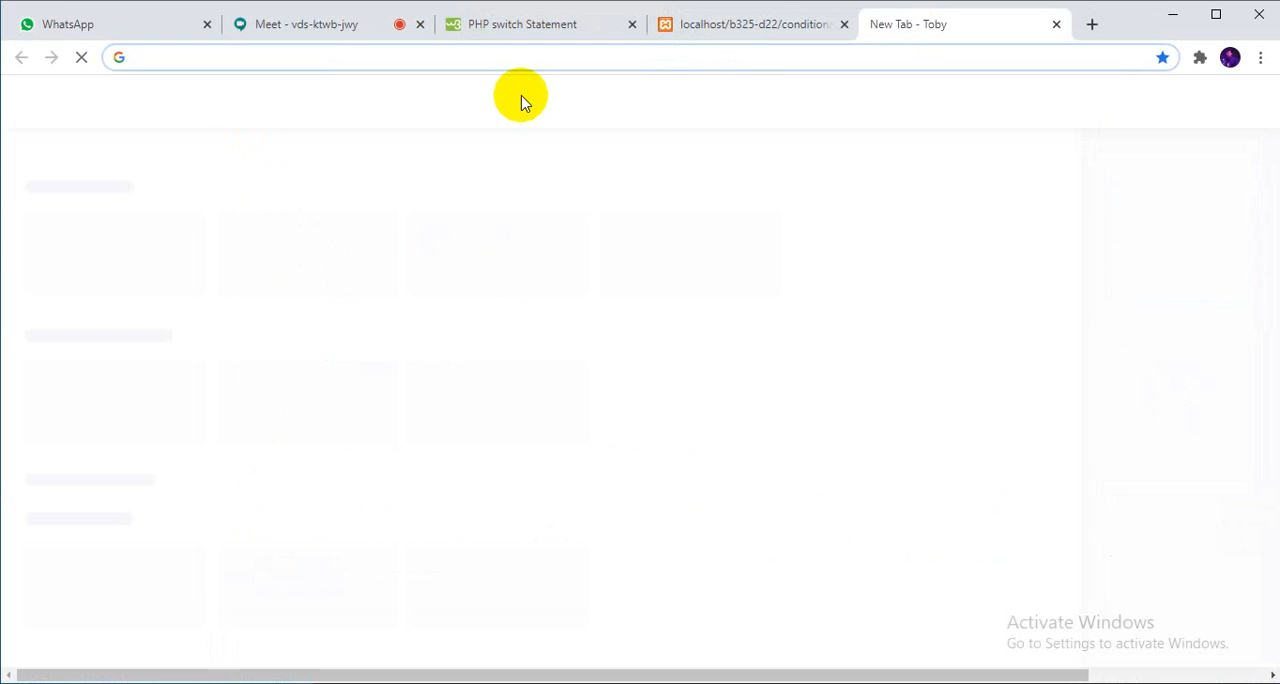 WhatsApp
Meet - vds-ktwb-jwy
PHP switch Statement
localhost/b325-d22/condition
New Tab - Toby
Activate Windows
Go to Settings to activate Windows.